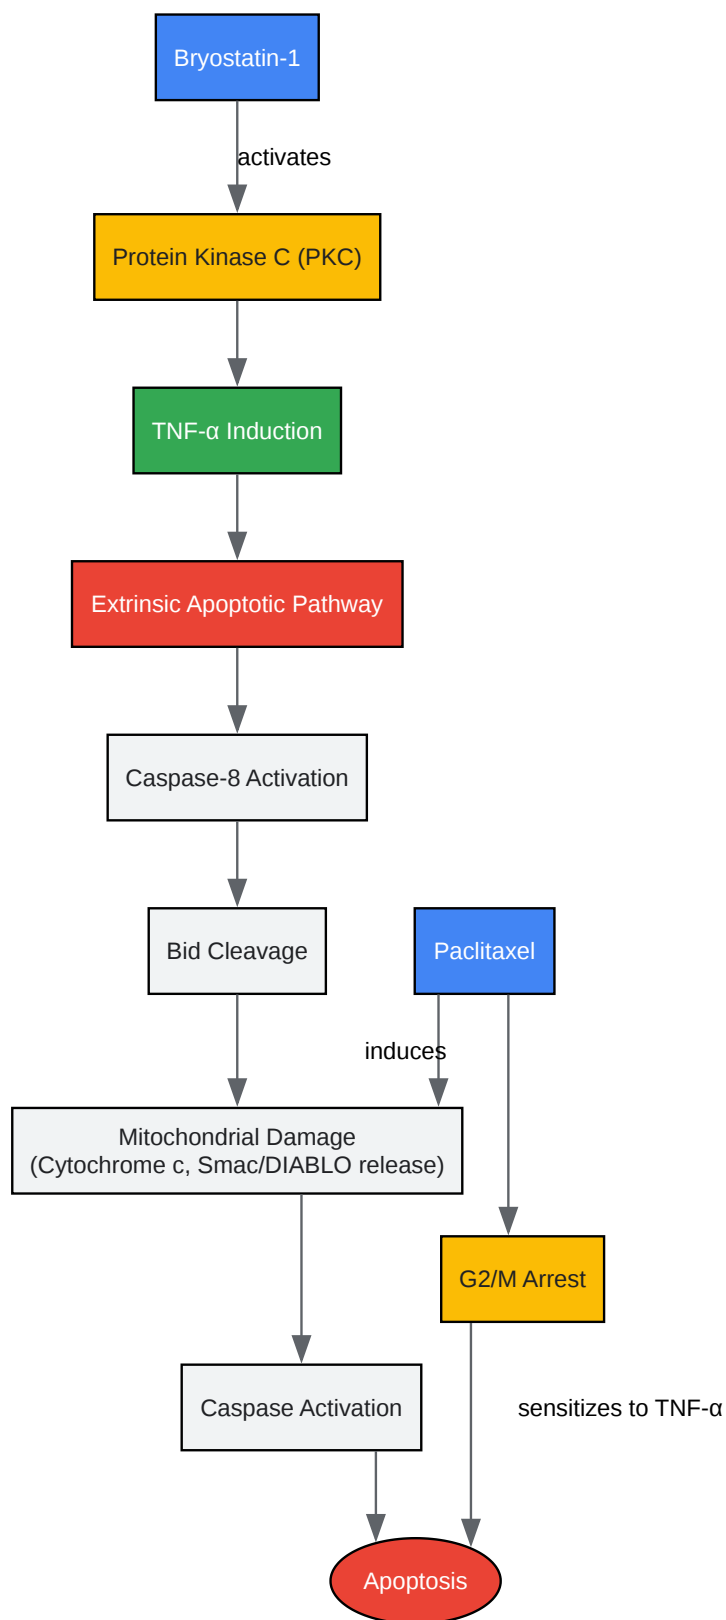 Bryostatin-1
activates
Protein Kinase C (PKC)
TNF-α Induction
Extrinsic Apoptotic Pathway
Caspase-8 Activation
Bid Cleavage
Paclitaxel
induces
Mitochondrial Damage
(Cytochrome c, Smac/DIABLO release)
G2/M Arrest
Caspase Activation
sensitizes to TNF-α
Apoptosis